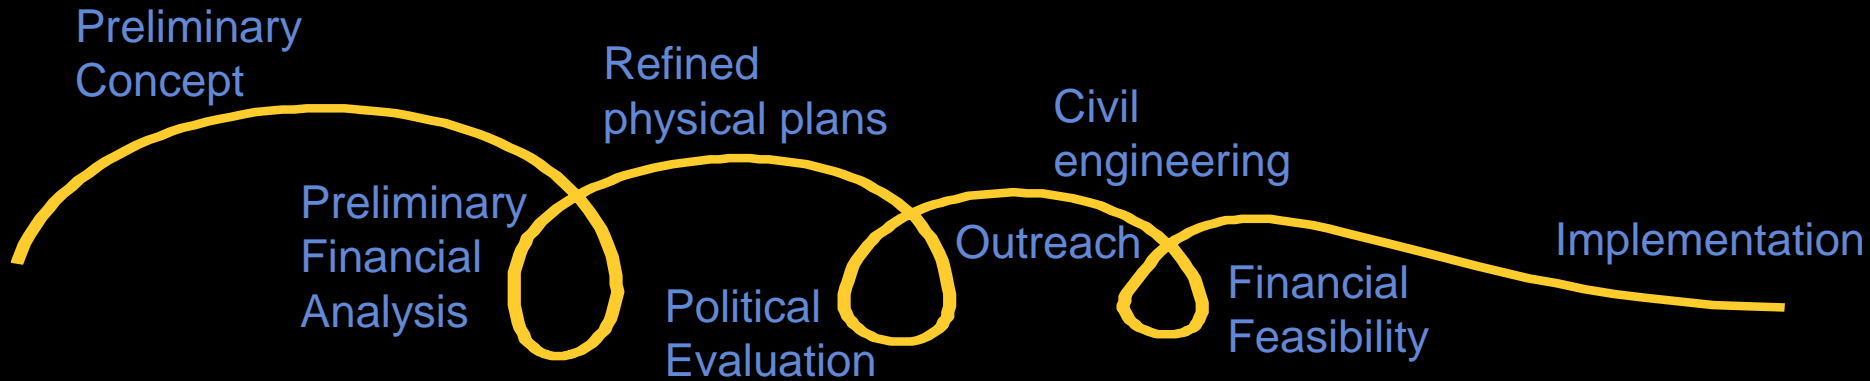 Preliminary
Concept
Preliminary
Financial
Analysis
Refined
physical plans
Political
Evaluation
Civil
engineering
Outreach
Financial
Feasibility
Implementation